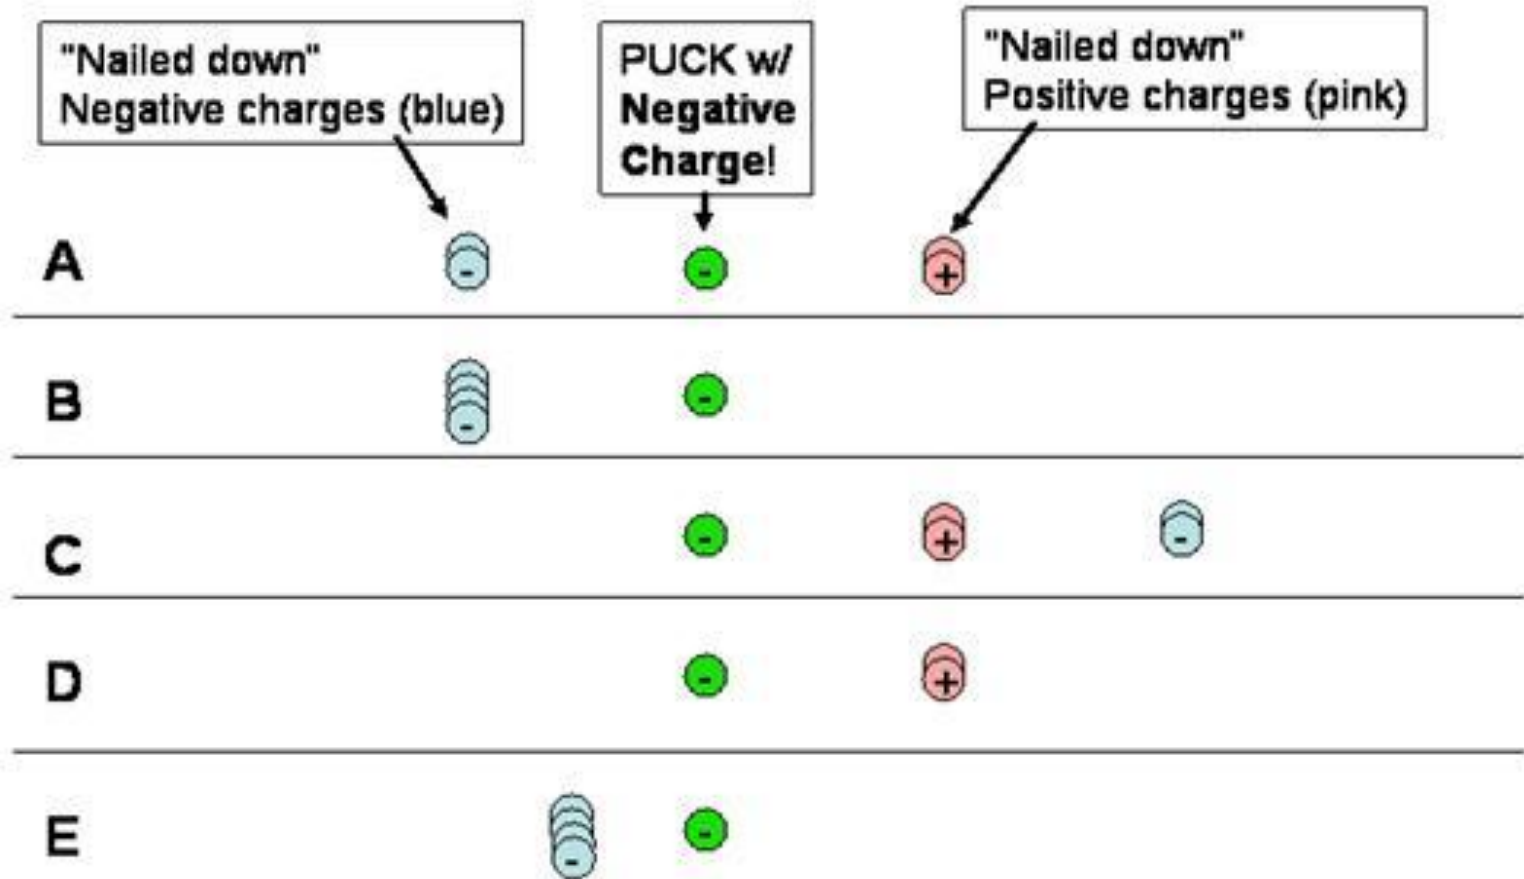 "Nailed down"
Negative charges (blue)
PUCK w/
Negative
Charge!
"Nailed down"
Positive charges (pink)
A
-
-
+
B
-
-
C
-
+
-
D
-
+
E
-
-